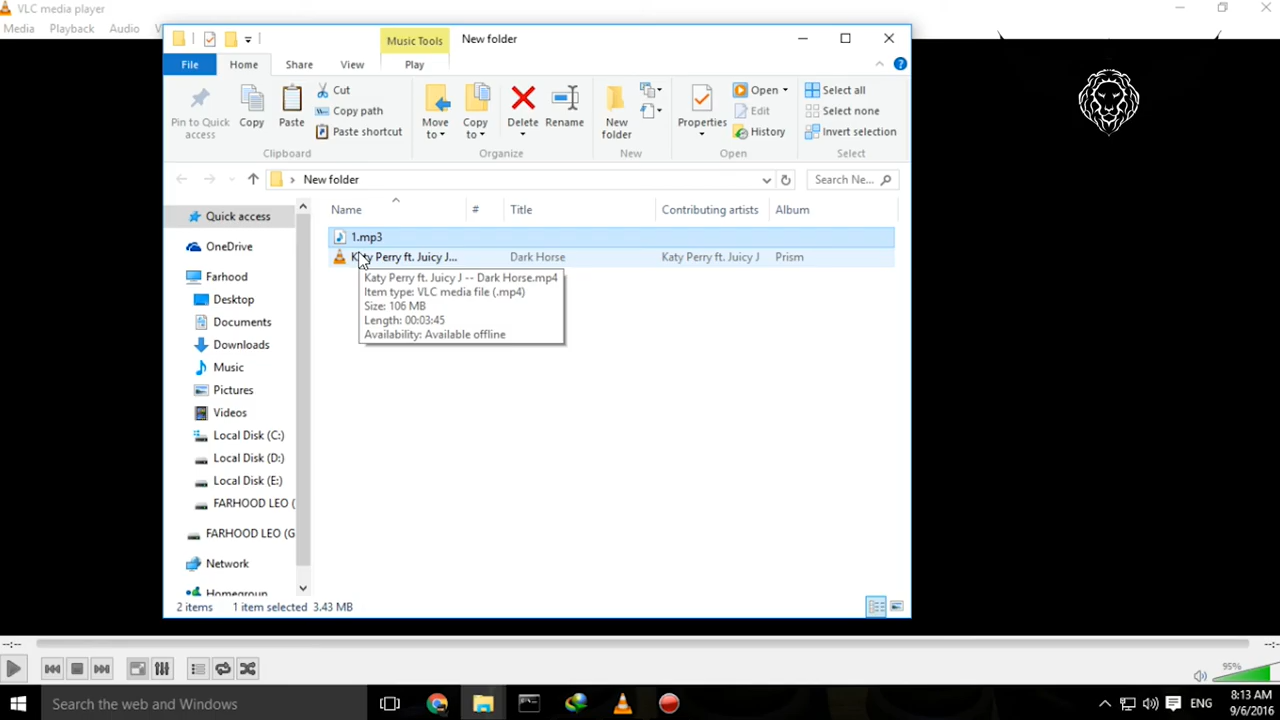 VLC media player
Media Playback Audio V
Music Tools New folder
File Home Share View Play
Pin to Quick access
Copy
Paste
Cut
Copy path
Paste shortcut
Clipboard
Move to
Copy to
Delete
Rename
Organize
New folder
New
Properties
Open
Edit
History
Open
Select all
Select none
Invert selection
Select
New folder
Search Ne...
Name # Title Contributing artists Album
1.mp3
Katy Perry ft. Juicy J... Dark Horse Katy Perry ft. Juicy J Prism
Katy Perry ft. Juicy J -- Dark Horse.mp4
Item type: VLC media file (.mp4)
Size: 106 MB
Length: 00:03:45
Availability: Available offline
Quick access
OneDrive
Farhood
Desktop
Documents
Downloads
Music
Pictures
Videos
Local Disk (C:)
Local Disk (D:)
Local Disk (E:)
FARHOOD LEO (
FARHOOD LEO (G
Network
Homegroup
2 items 1 item selected 3.43 MB
--:-- --:-
95%
Search the web and Windows
ENG
8:13 AM
9/6/2016